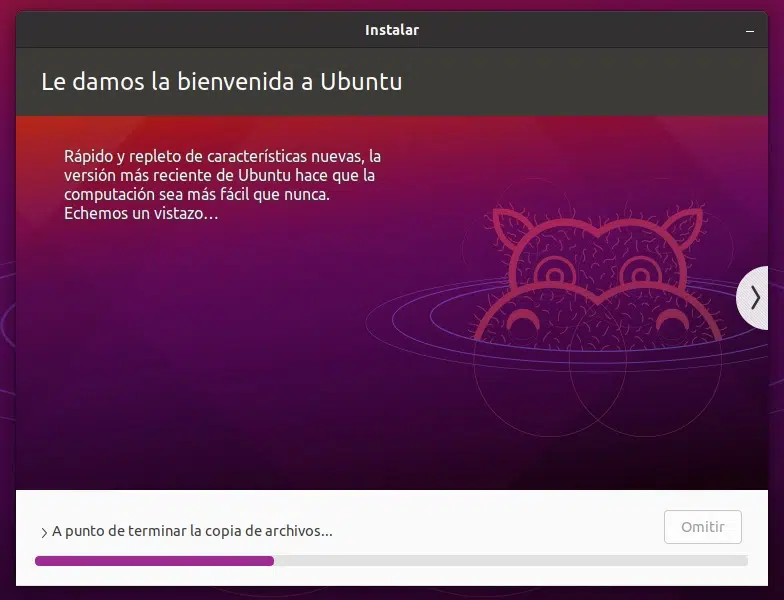 Instalar
Le damos la bienvenida a Ubuntu
Rápido y repleto de características nuevas, la
versión más reciente de Ubuntu hace que la
computación sea más fácil que nunca.
Echemos un vistazo…
A punto de terminar la copia de archivos...
Omitir